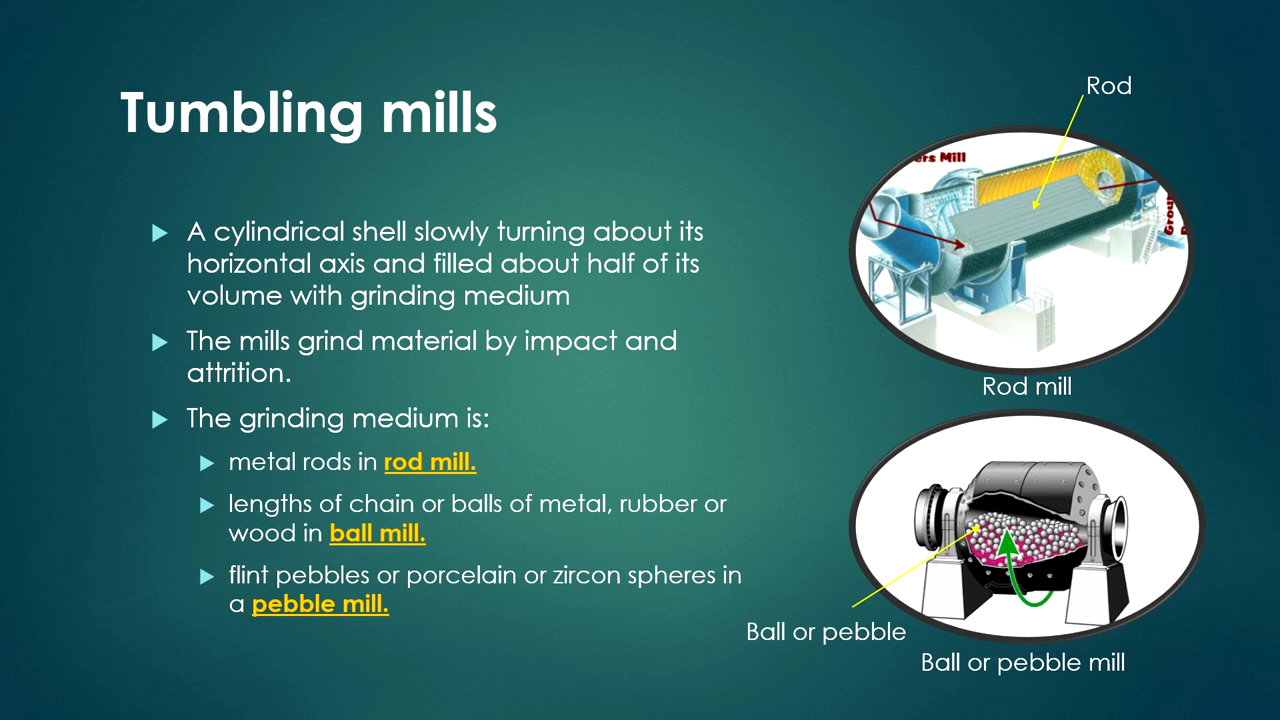 Tumbling mills
A cylindrical shell slowly turning about its
horizontal axis and filled about half of its
volume with grinding medium
The mills grind material by impact and
attrition.
The grinding medium is:
metal rods in rod mill.
lengths of chain or balls of metal, rubber or
wood in ball mill.
flint pebbles or porcelain or zircon spheres in
a pebble mill.
Rod
ers Mill
Grou
Rod mill
Ball or pebble
Ball or pebble mill